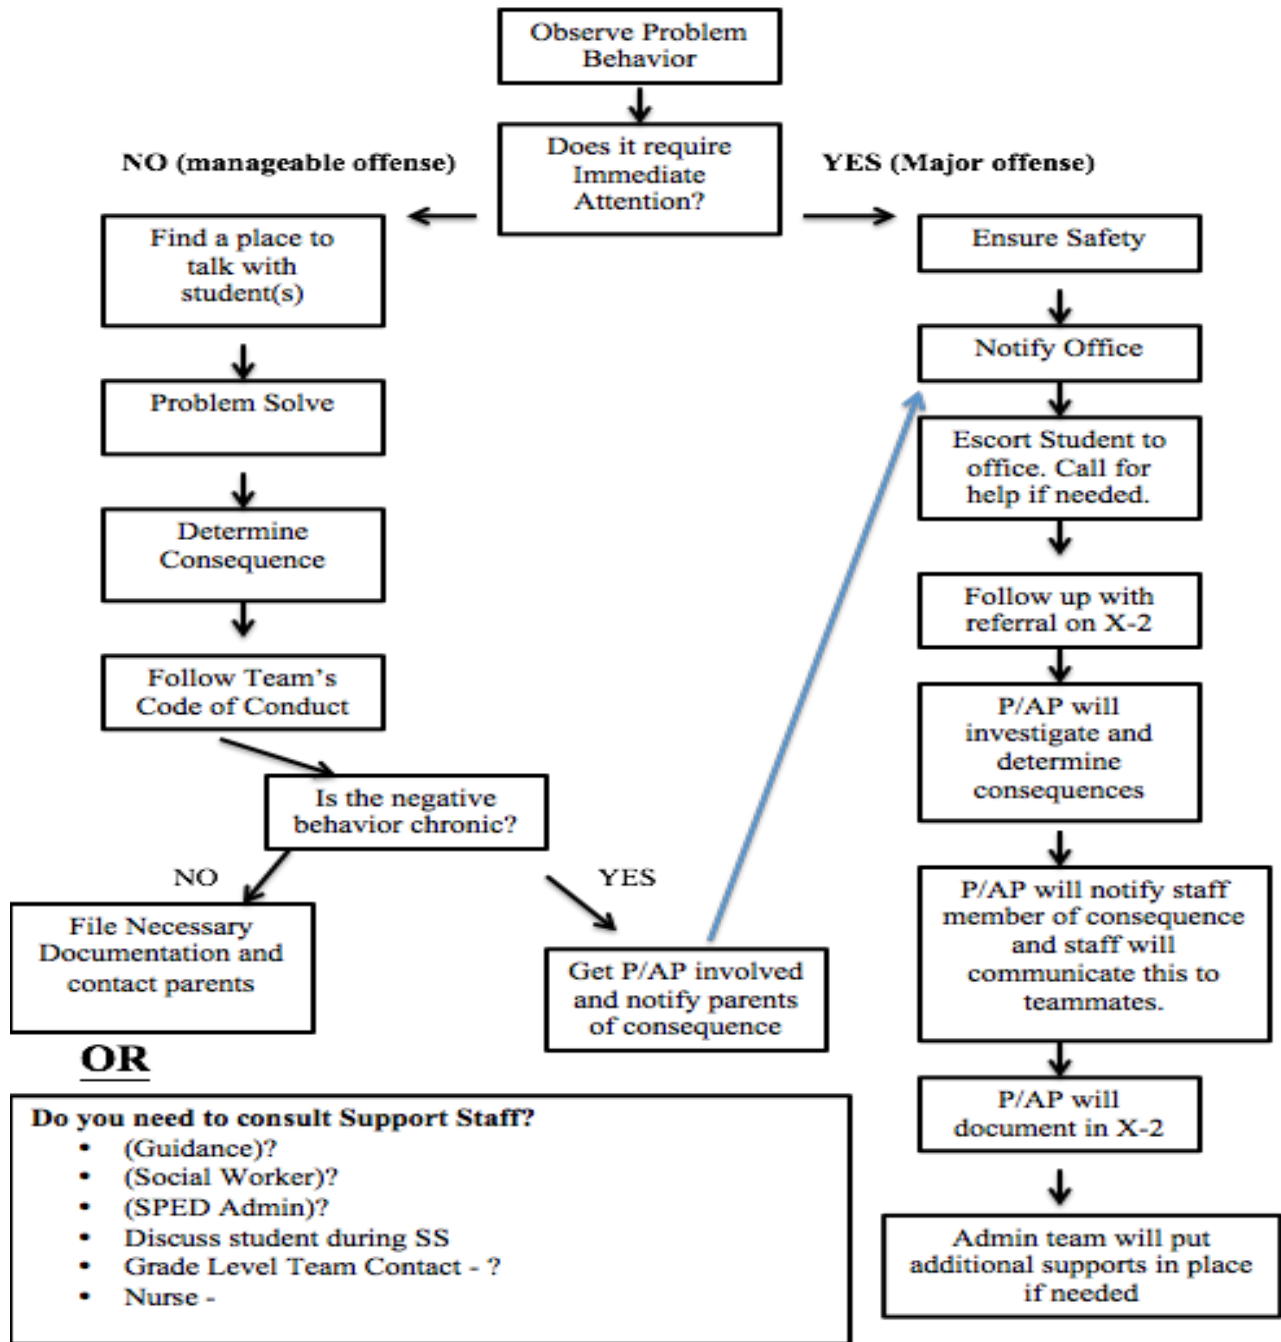 Observe Problem
Behavior
Does it require
Immediate
Attention?
NO (manageable offense)
YES (Major offense)
Find a place to
talk with
student(s)
Problem Solve
Determine
Consequence
Follow Team’s
Code of Conduct
Is the negative
behavior chronic?
NO
YES
File Necessary
Documentation and
contact parents
Get P/AP involved
and notify parents
of consequence
OR
Do you need to consult Support Staff?
• (Guidance)?
• (Social Worker)?
• (SPED Admin)?
• Discuss student during SS
• Grade Level Team Contact - ?
• Nurse -
Ensure Safety
Notify Office
Escort Student to
office. Call for
help if needed.
Follow up with
referral on X-2
P/AP will
investigate and
determine
consequences
P/AP will notify staff
member of consequence
and staff will
communicate this to
teammates.
P/AP will
document in X-2
Admin team will put
additional supports in place
if needed